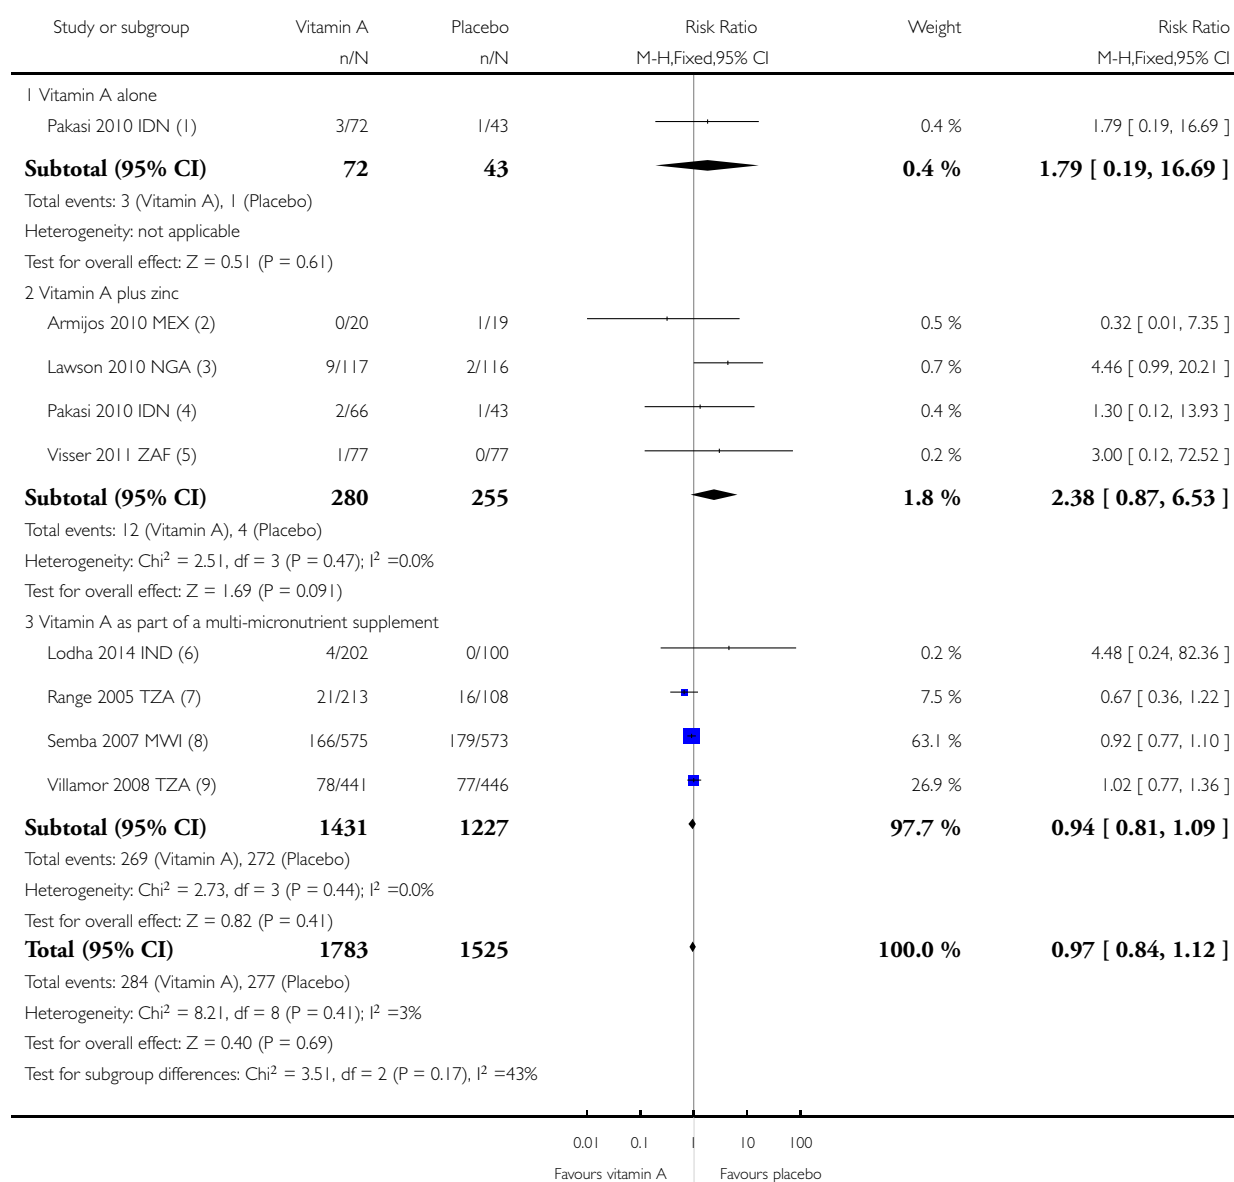 Study or subgroup Vitamin A Placebo Risk Ratio Weight Risk Ratio
n/N n/N M-H,Fixed,95% CI M-H,Fixed,95% CI
1 Vitamin A alone
Pakasi 2010 IDN (1) 3/72 1/43 0.4 % 1.79 [ 0.19, 16.69 ]
Subtotal (95% CI) 72 43 0.4 % 1.79 [ 0.19, 16.69 ]
Total events: 3 (Vitamin A), 1 (Placebo)
Heterogeneity: not applicable
Test for overall effect: Z = 0.51 (P = 0.61)
2 Vitamin A plus zinc
Armijos 2010 MEX (2) 0/20 1/19 0.5 % 0.32 [ 0.01, 7.35 ]
Lawson 2010 NGA (3) 9/117 2/116 0.7 % 4.46 [ 0.99, 20.21 ]
Pakasi 2010 IDN (4) 2/66 1/43 0.4 % 1.30 [ 0.12, 13.93 ]
Visser 2011 ZAF (5) 1/77 0/77 0.2 % 3.00 [ 0.12, 72.52 ]
Subtotal (95% CI) 280 255 1.8 % 2.38 [ 0.87, 6.53 ]
Total events: 12 (Vitamin A), 4 (Placebo)
Heterogeneity: Chi² = 2.51, df = 3 (P = 0.47); I² =0.0%
Test for overall effect: Z = 1.69 (P = 0.091)
3 Vitamin A as part of a multi-micronutrient supplement
Lodha 2014 IND (6) 4/202 0/100 0.2 % 4.48 [ 0.24, 82.36 ]
Range 2005 TZA (7) 21/213 16/108 7.5 % 0.67 [ 0.36, 1.22 ]
Semba 2007 MWI (8) 166/575 179/573 63.1 % 0.92 [ 0.77, 1.10 ]
Villamor 2008 TZA (9) 78/441 77/446 26.9 % 1.02 [ 0.77, 1.36 ]
Subtotal (95% CI) 1431 1227 97.7 % 0.94 [ 0.81, 1.09 ]
Total events: 269 (Vitamin A), 272 (Placebo)
Heterogeneity: Chi² = 2.73, df = 3 (P = 0.44); I² =0.0%
Test for overall effect: Z = 0.82 (P = 0.41)
Total (95% CI) 1783 1525 100.0 % 0.97 [ 0.84, 1.12 ]
Total events: 284 (Vitamin A), 277 (Placebo)
Heterogeneity: Chi² = 8.21, df = 8 (P = 0.41); I² =3%
Test for overall effect: Z = 0.40 (P = 0.69)
Test for subgroup differences: Chi² = 3.51, df = 2 (P = 0.17), I² =43%
0.01 0.1 1 10 100
Favours vitamin A Favours placebo